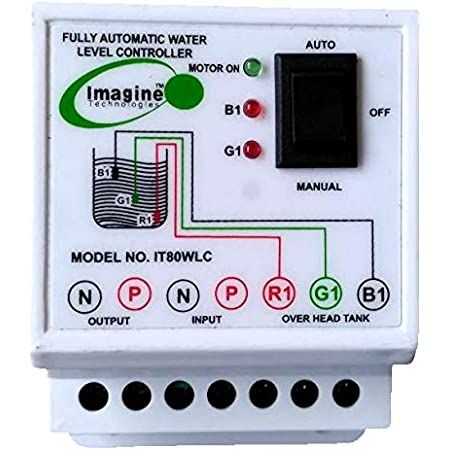 FULLY AUTOMATIC WATER
LEVEL CONTROLLER
Imagine™
Technologies
MOTOR ON
B1
G1
AUTO
OFF
MANUAL
B1
G1
R1
MODEL NO. IT80WLC
N P N P R1 G1 B1
OUTPUT INPUT OVER HEAD TANK